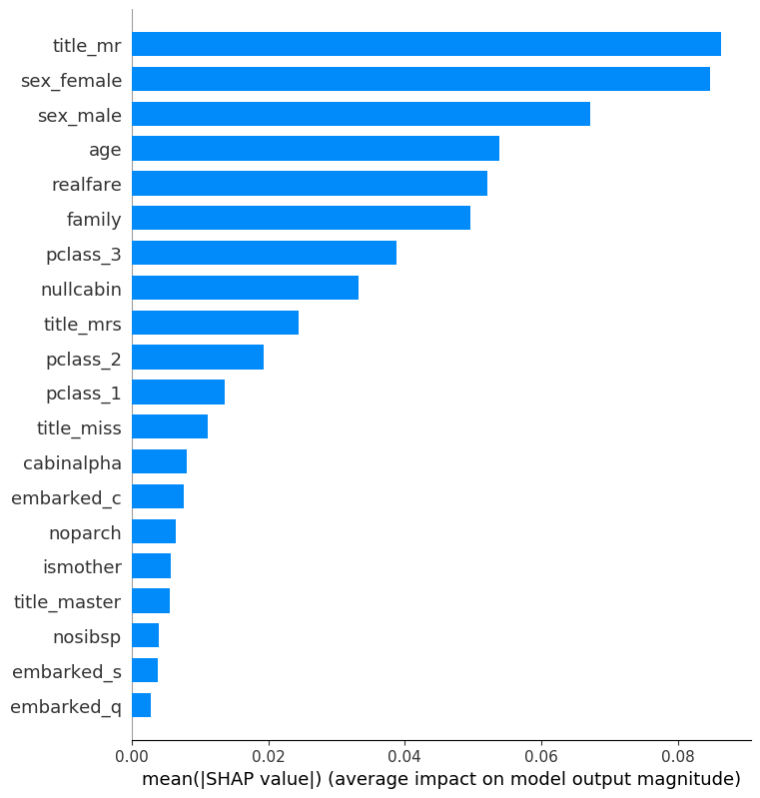 title_mr
sex_female
sex_male
age
realfare
family
pclass_3
nullcabin
title_mrs
pclass_2
pclass_1
title_miss
cabinalpha
embarked_c
noparch
ismother
title_master
nosibsp
embarked_s
embarked_q
0.00 0.02 0.04 0.06 0.08
mean(|SHAP value|) (average impact on model output magnitude)